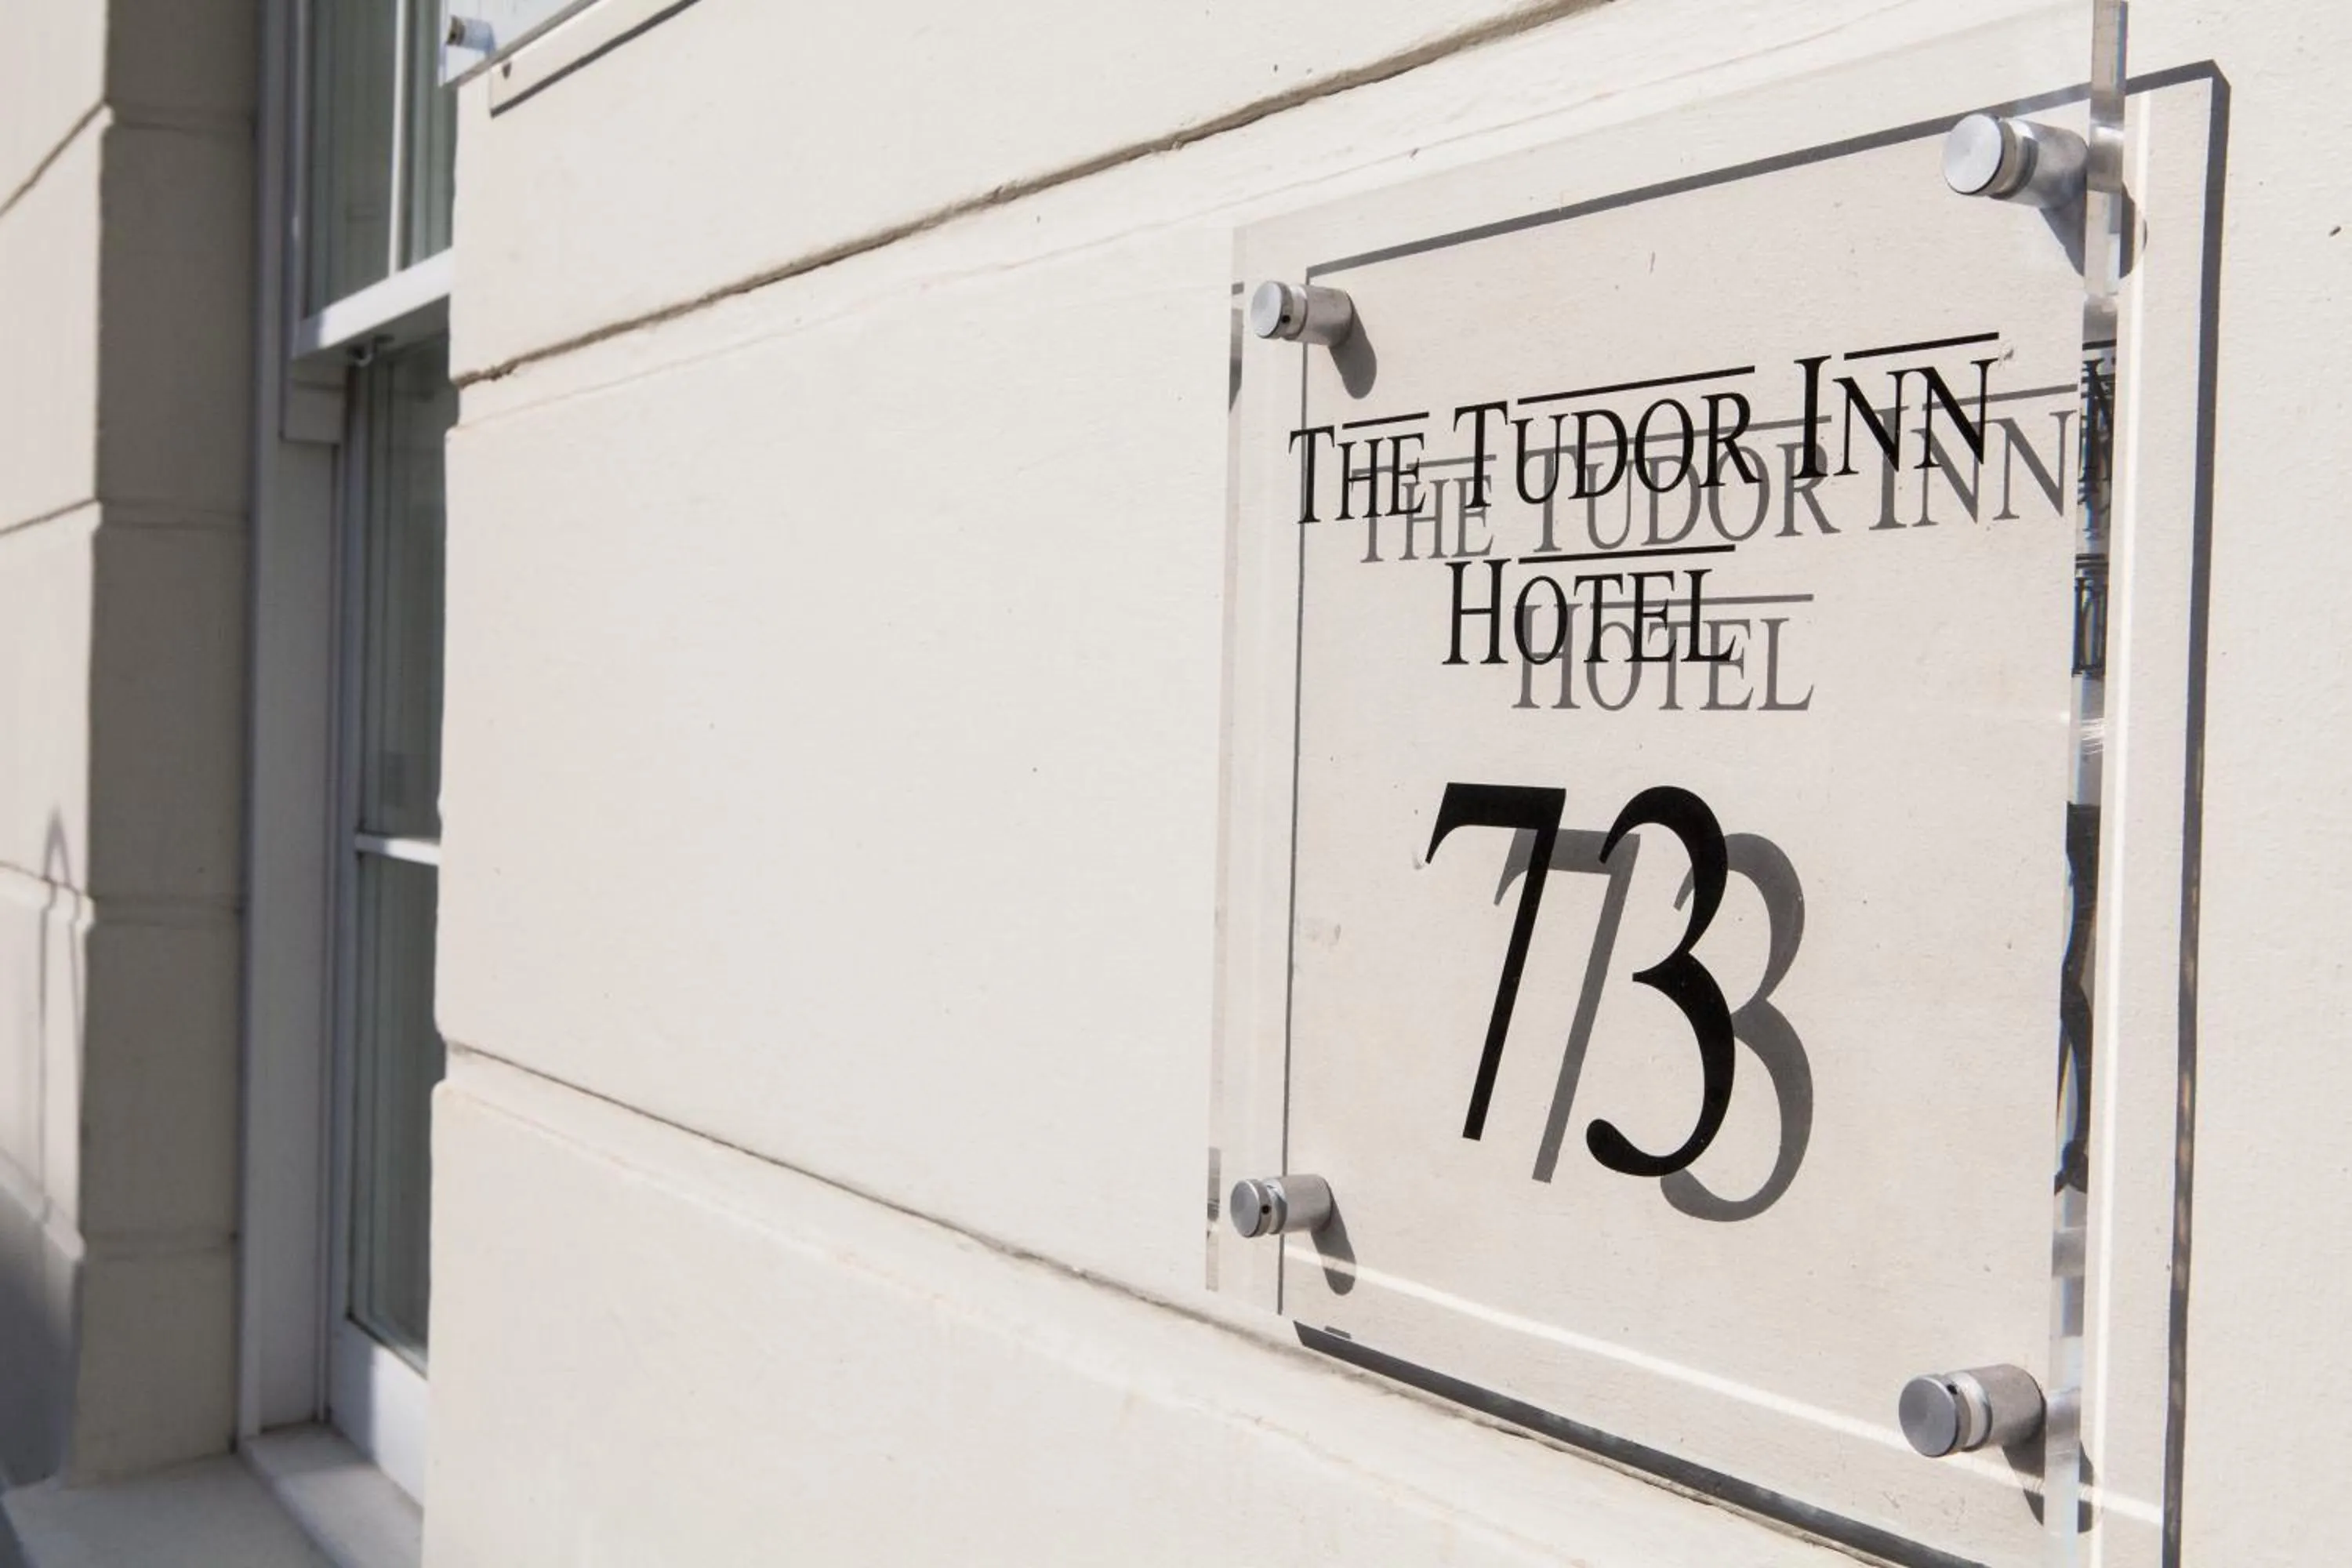 THE TUDOR INN
HOTEL
73